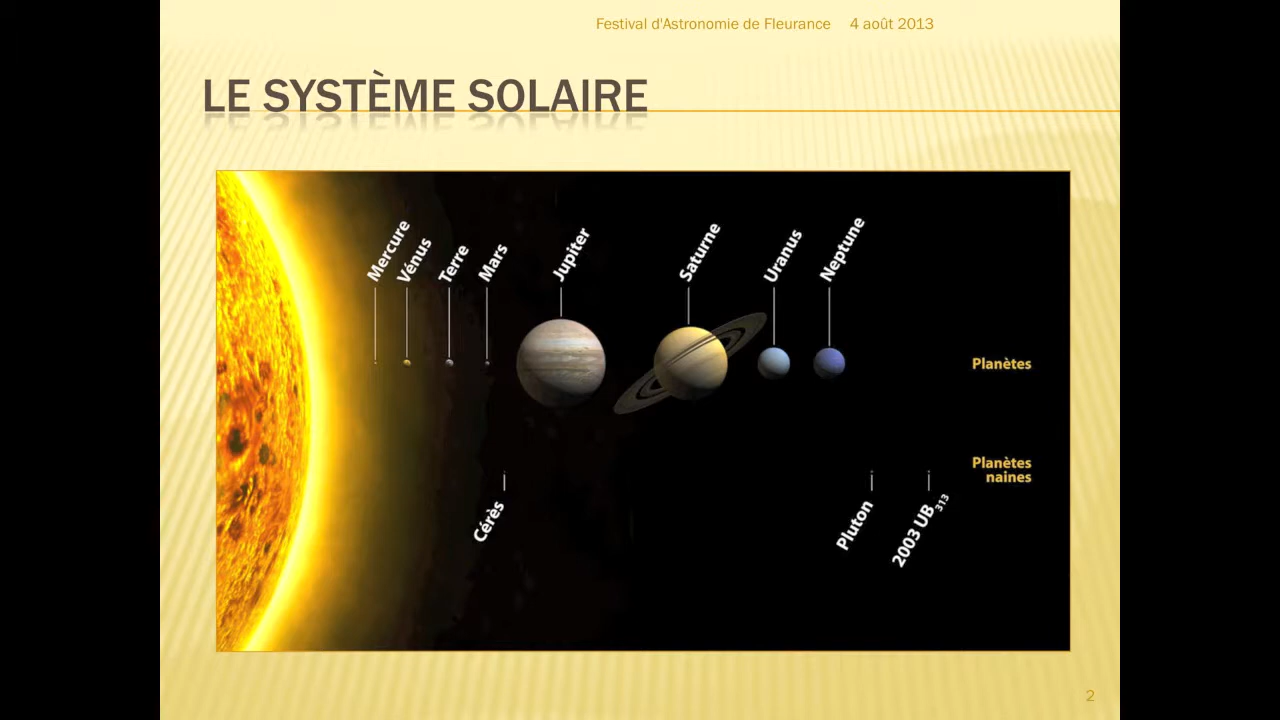 Festival d'Astronomie de Fleurance 4 août 2013
LE SYSTÈME SOLAIRE
Mercure
Vénus
Terre
Mars
Jupiter
Saturne
Uranus
Neptune
Planètes
Planètes
naines
Cérès
Pluton
2003 UB313
2